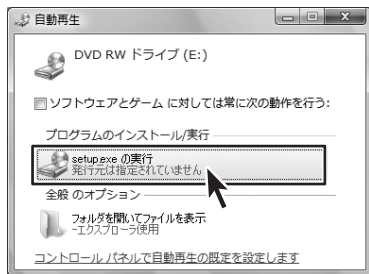 自動再生
DVD RW ドライブ (E:)
ソフトウェアとゲーム に対しては常に次の動作を行う:
プログラムのインストール/実行
setup.exe の実行
発行元は指定されていません
全般 のオプション
フォルダを開いてファイルを表示
-エクスプローラ使用
コントロール パネルで自動再生の既定を設定します